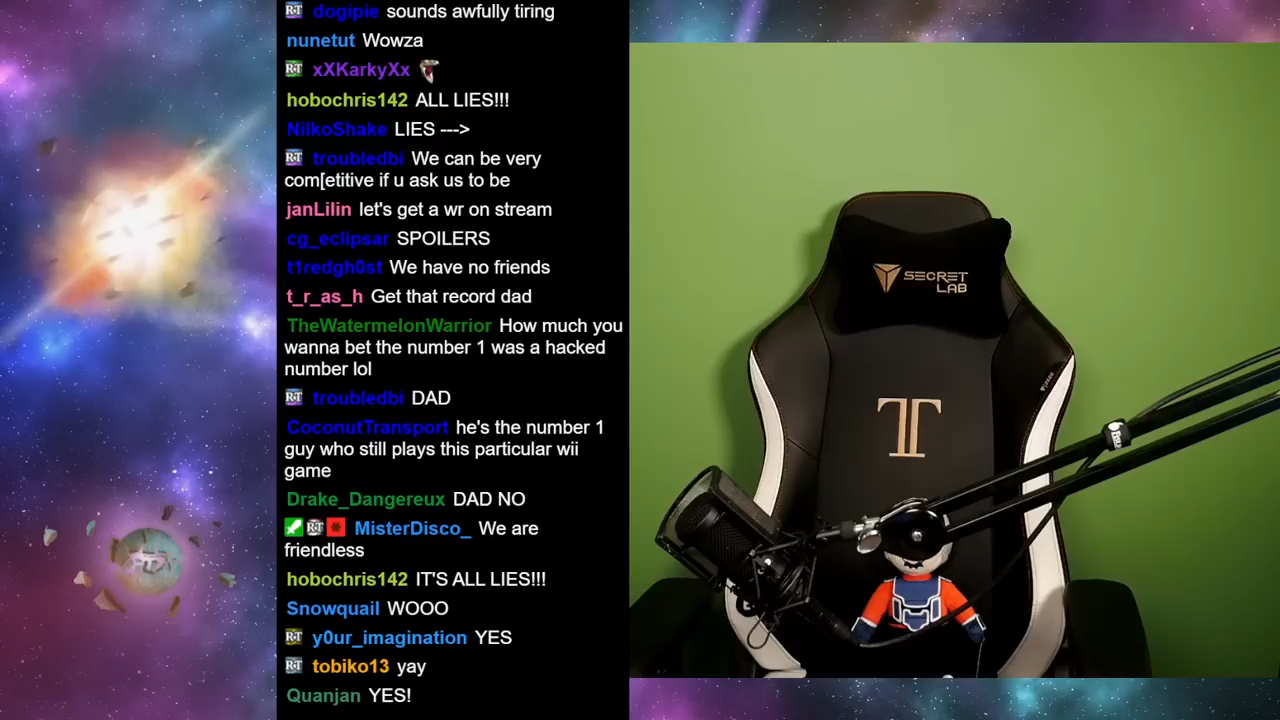 dogipie sounds awfully tiring
nunetut Wowza
xXKarkyXx
hobochris142 ALL LIES!!!
NilkoShake LIES --->
troubledbi We can be very
com[etitive if u ask us to be
janLilin let's get a wr on stream
cg_eclipsar SPOILERS
t1redgh0st We have no friends
t_r_as_h Get that record dad
TheWatermelonWarrior How much you
wanna bet the number 1 was a hacked
number lol
troubledbi DAD
CoconutTransport he's the number 1
guy who still plays this particular wii
game
Drake_Dangereux DAD NO
MisterDisco_ We are
friendless
hobochris142 IT'S ALL LIES!!!
Snowquail WOOO
y0ur_imagination YES
tobiko13 yay
Quanjan YES!
SECRET
LAB
T